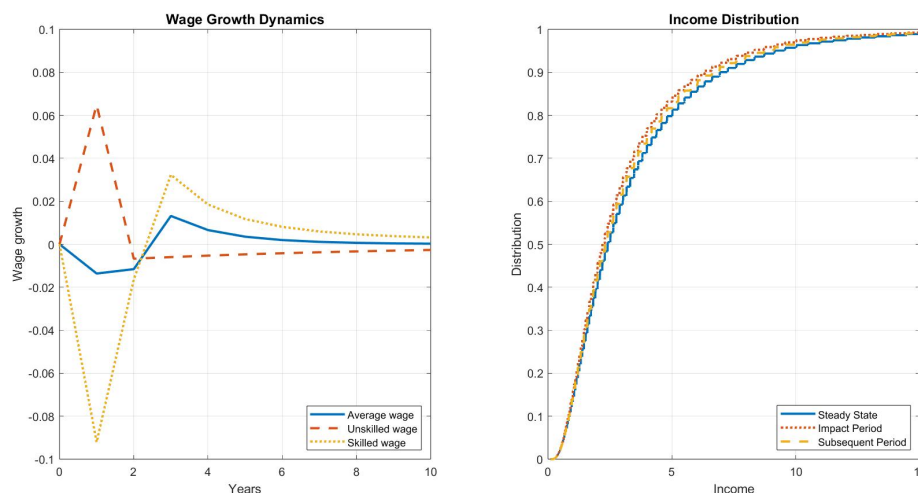 Wage Growth Dynamics
0.1
0.08
0.06
0.04
0.02
0
-0.02
-0.04
-0.06
-0.08
-0.1
Wage growth
0 2 4 6 8 10
Years
Average wage
Unskilled wage
Skilled wage
Income Distribution
1
0.9
0.8
0.7
0.6
0.5
0.4
0.3
0.2
0.1
0
Distribution
0 5 10 15
Income
Steady State
Impact Period
Subsequent Period